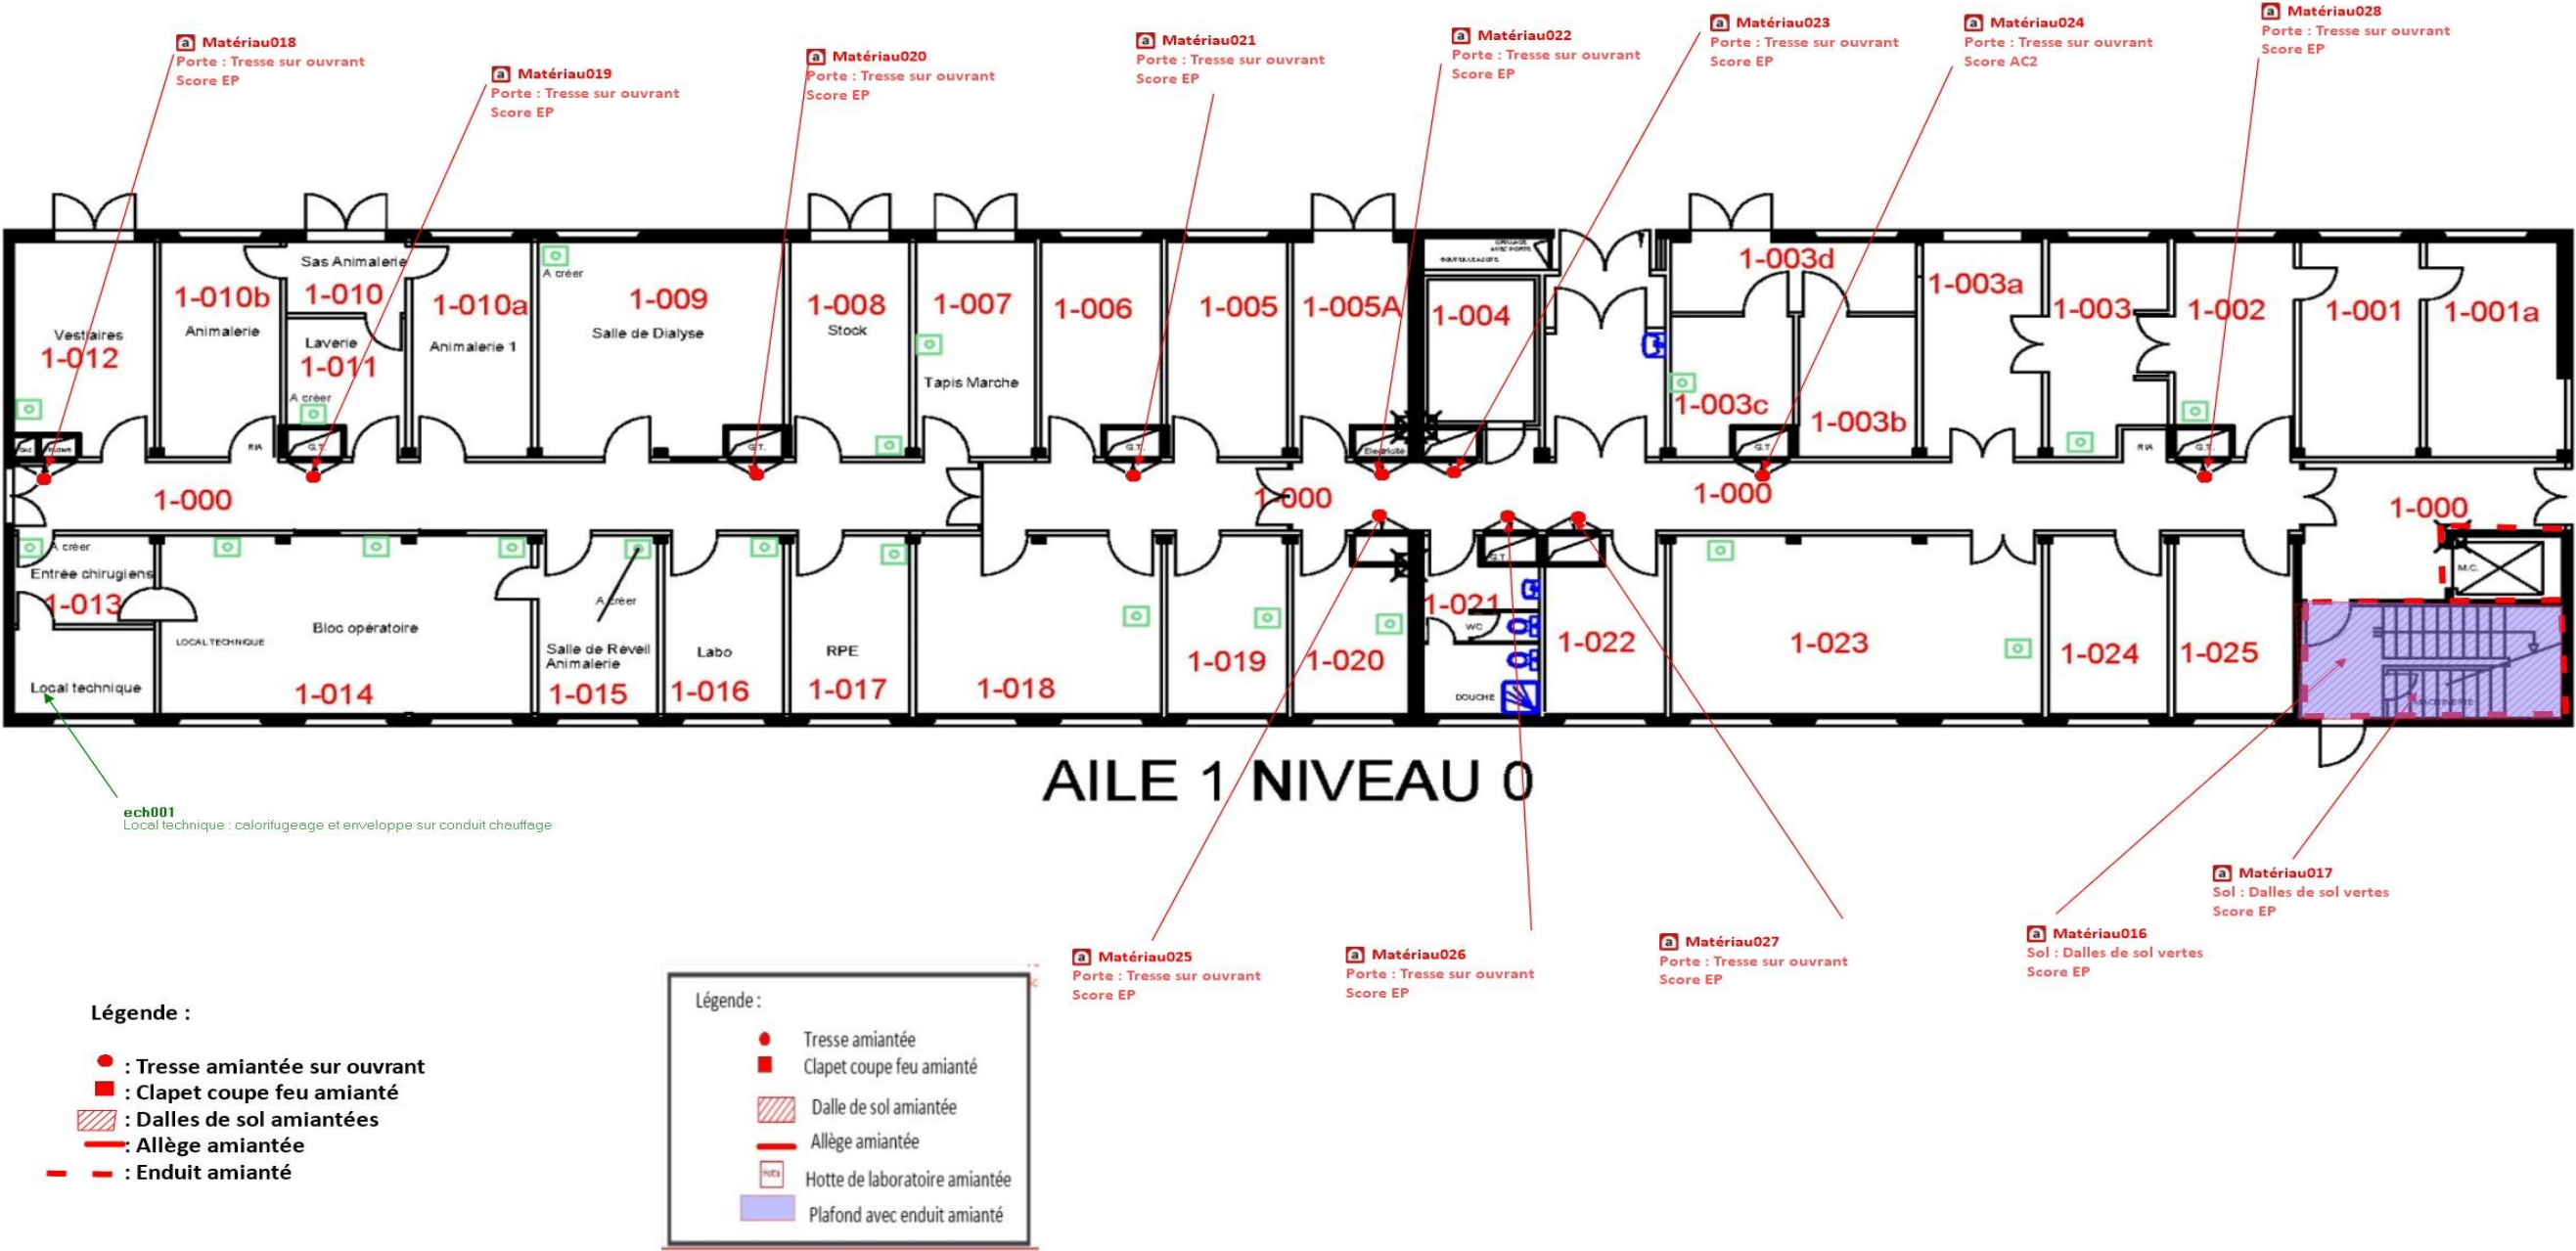 Matériau018
Porte : Tresse sur ouvrant
Score EP
Matériau019
Porte : Tresse sur ouvrant
Score EP
Matériau020
Porte : Tresse sur ouvrant
Score EP
Matériau021
Porte : Tresse sur ouvrant
Score EP
Matériau022
Porte : Tresse sur ouvrant
Score EP
Matériau023
Porte : Tresse sur ouvrant
Score EP
Matériau024
Porte : Tresse sur ouvrant
Score AC2
Matériau028
Porte : Tresse sur ouvrant
Score EP
Vestiaires
1-012
1-010b
Animalerie
RIA
Sas Animalerie
1-010
Laverie
1-011
A créer
G.T.
1-010a
Animalerie 1
A créer
1-009
Salle de Dialyse
G.T.
1-008
Stock
1-007
Tapis Marche
1-006
G.T.
1-005
1-005A
Electricité
1-004
1-003d
1-003c
G.T.
1-003b
1-003a
1-003
RIA
1-002
G.T.
1-001
1-001a
1-000
1-000
1-000
1-000
A créer
Entrée chirugiens
1-013
Local technique
LOCAL TECHNIQUE
Bloc opératoire
1-014
A créer
Salle de Réveil
Animalerie
1-015
Labo
1-016
RPE
1-017
1-018
1-019
1-020
G.T.
1-021
WC
DOUCHE
1-022
1-023
1-024
1-025
M.C.
MACHINERIE
AILE 1 NIVEAU 0
ech001
Local technique : calorifugeage et enveloppe sur conduit chauffage
Matériau025
Porte : Tresse sur ouvrant
Score EP
Matériau026
Porte : Tresse sur ouvrant
Score EP
Matériau027
Porte : Tresse sur ouvrant
Score EP
Matériau016
Sol : Dalles de sol vertes
Score EP
Matériau017
Sol : Dalles de sol vertes
Score EP
Légende :
: Tresse amiantée sur ouvrant
: Clapet coupe feu amianté
: Dalles de sol amiantées
: Allège amiantée
: Enduit amianté
Légende :
Tresse amiantée
Clapet coupe feu amianté
Dalle de sol amiantée
Allège amiantée
Hotte
Hotte de laboratoire amiantée
Plafond avec enduit amianté